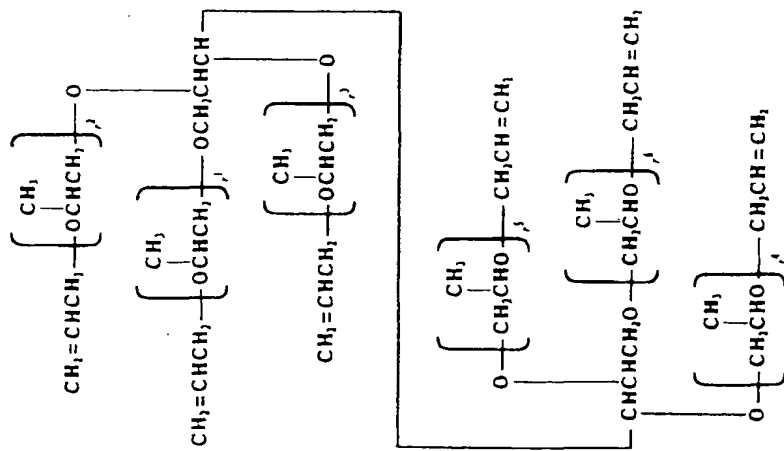 CH₃
CH₂=CHCH₂ ( OCHCH₂ ) O
CH₃
CH₂=CHCH₂ ( OCHCH₂ ) OCH₂CHCH
CH₃
CH₂=CHCH₂ ( OCHCH₂ ) O
CH₃
O ( CH₂CHO ) CH₂CH=CH₂
CH₃
CHCHCH₂O ( CH₂CHO ) CH₂CH=CH₂
CH₃
O ( CH₂CHO ) CH₂CH=CH₂